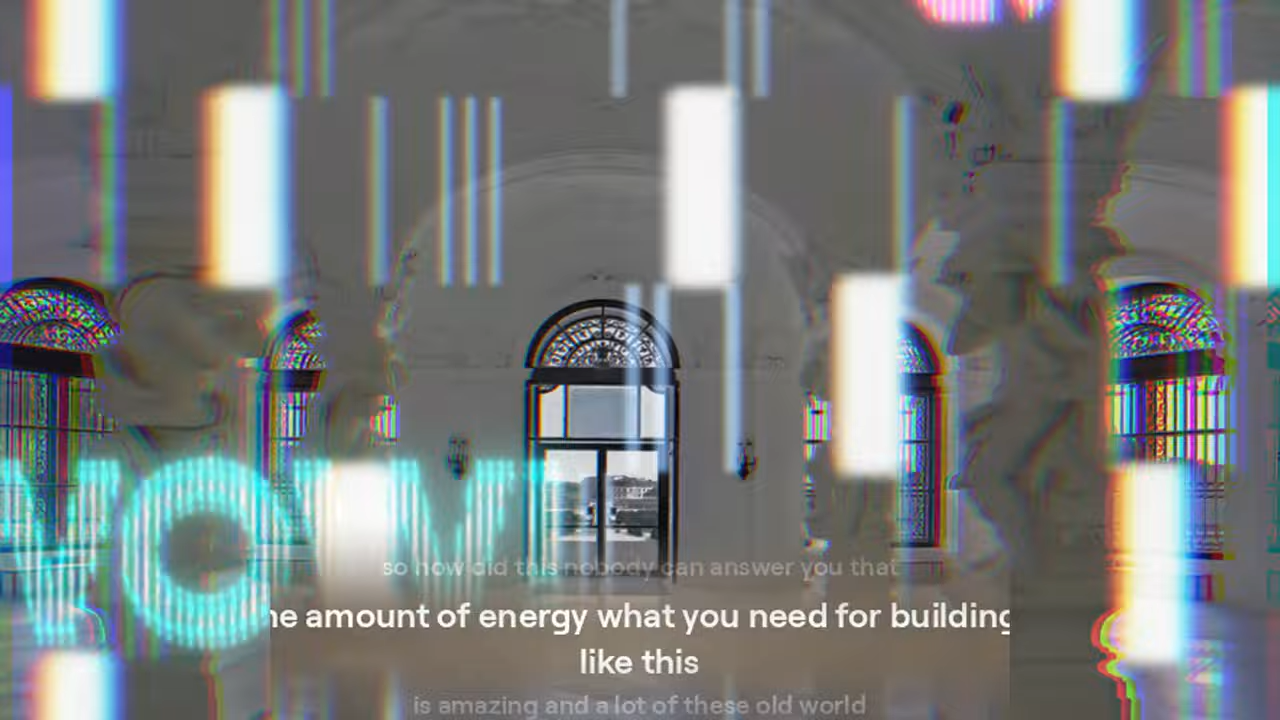 so how did this nobody can answer you that
he amount of energy what you need for building
like this
is amazing and a lot of these old world